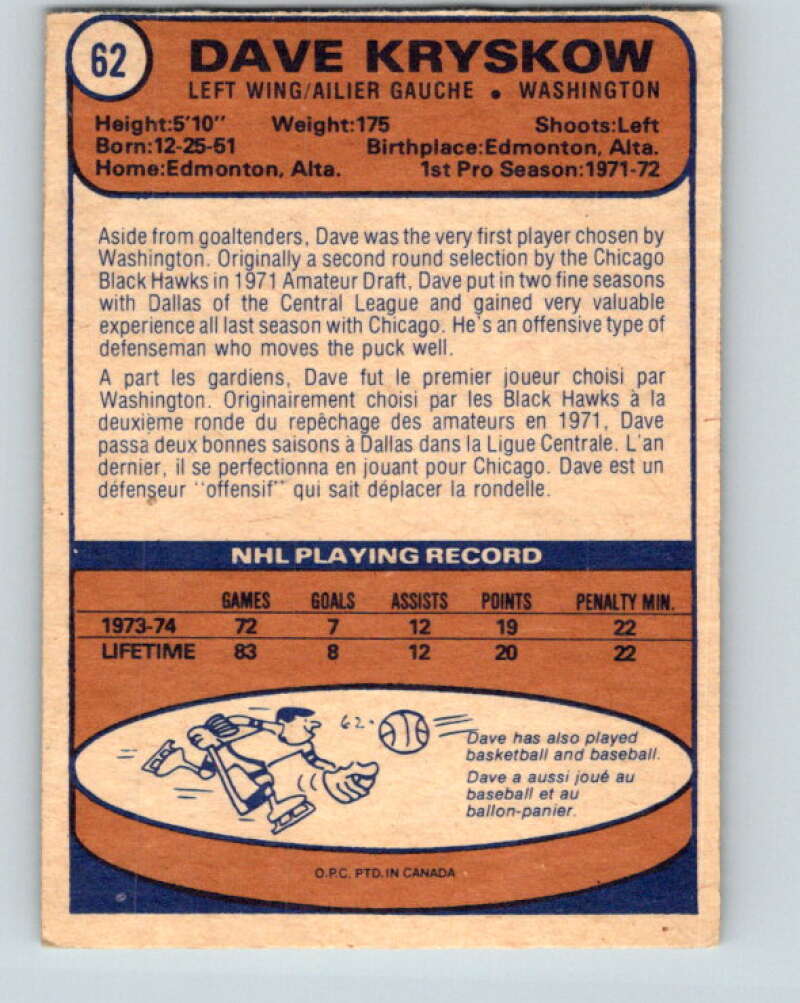 62
DAVE KRYSKOW
LEFT WING/AILIER GAUCHE • WASHINGTON
Height:5'10" Weight:175 Shoots:Left
Born:12-25-51 Birthplace:Edmonton, Alta.
Home:Edmonton, Alta. 1st Pro Season:1971-72
Aside from goaltenders, Dave was the very first player chosen by
Washington. Originally a second round selection by the Chicago
Black Hawks in 1971 Amateur Draft, Dave put in two fine seasons
with Dallas of the Central League and gained very valuable
experience all last season with Chicago. He's an offensive type of
defenseman who moves the puck well.
A part les gardiens, Dave fut le premier joueur choisi par
Washington. Originairement choisi par les Black Hawks à la
deuxième ronde du repêchage des amateurs en 1971, Dave
passa deux bonnes saisons à Dallas dans la Ligue Centrale. L'an
dernier, il se perfectionna en jouant pour Chicago. Dave est un
défenseur "offensif" qui sait déplacer la rondelle.
NHL PLAYING RECORD
GAMES GOALS ASSISTS POINTS PENALTY MIN.
1973-74 72 7 12 19 22
LIFETIME 83 8 12 20 22
62.
Dave has also played
basketball and baseball.
Dave a aussi joué au
baseball et au
ballon-panier.
O.P.C. PTD. IN CANADA